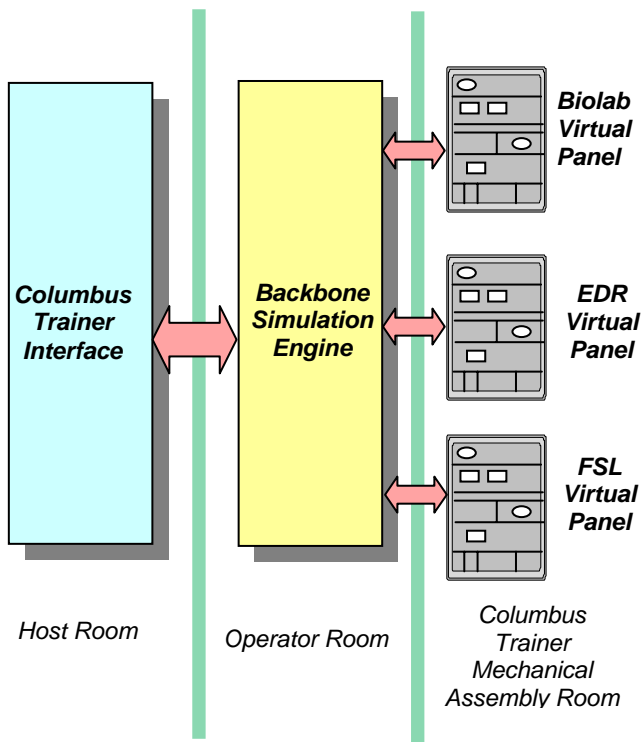 Columbus
Trainer
Interface
Backbone
Simulation
Engine
Biolab
Virtual
Panel
EDR
Virtual
Panel
FSL
Virtual
Panel
Host Room
Operator Room
Columbus
Trainer
Mechanical
Assembly Room